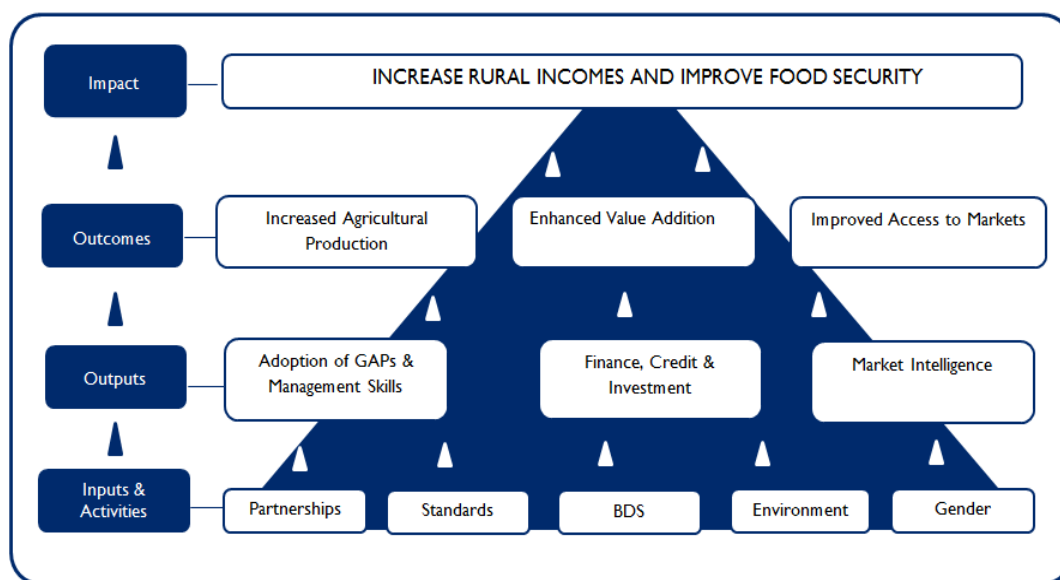 Impact
INCREASE RURAL INCOMES AND IMPROVE FOOD SECURITY
Outcomes
Increased Agricultural
Production
Enhanced Value Addition
Improved Access to Markets
Outputs
Adoption of GAPs &
Management Skills
Finance, Credit &
Investment
Market Intelligence
Inputs &
Activities
Partnerships
Standards
BDS
Environment
Gender